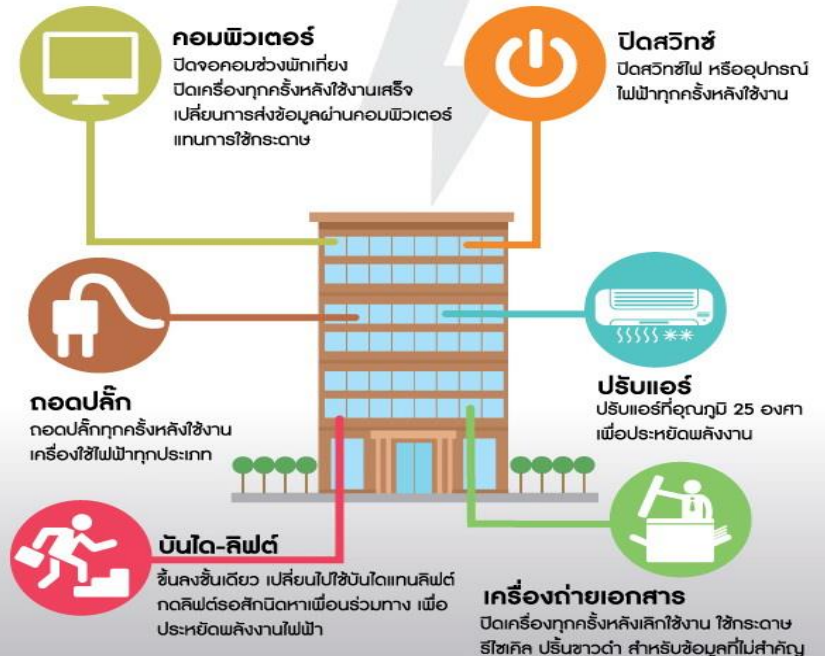 คอมพิวเตอร์
ปิดจอคอมช่วงพักเที่ยง
ปิดเครื่องทุกครั้งหลังใช้งานเสร็จ
เปลี่ยนการส่งข้อมูลผ่านคอมพิวเตอร์
แทนการใช้กระดาษ
ปิดสวิทซ์
ปิดสวิทซ์ไฟ หรืออุปกรณ์
ไฟฟ้าทุกครั้งหลังใช้งาน
ถอดปลั๊ก
ถอดปลั๊กทุกครั้งหลังใช้งาน
เครื่องใช้ไฟฟ้าทุกประเภท
ปรับแอร์
ปรับแอร์ที่อุณภูมิ 25 องศา
เพื่อประหยัดพลังงาน
บันได-ลิฟต์
ขึ้นลงชั้นเดียว เปลี่ยนไปใช้บันไดแทนลิฟต์
กดลิฟต์รอสักนิดหาเพื่อนร่วมทาง เพื่อ
ประหยัดพลังงานไฟฟ้า
เครื่องถ่ายเอกสาร
ปิดเครื่องทุกครั้งหลังเลิกใช้งาน ใช้กระดาษ
รีไซเคิล ปริ้นขาวดำ สำหรับข้อมูลที่ไม่สำคัญ